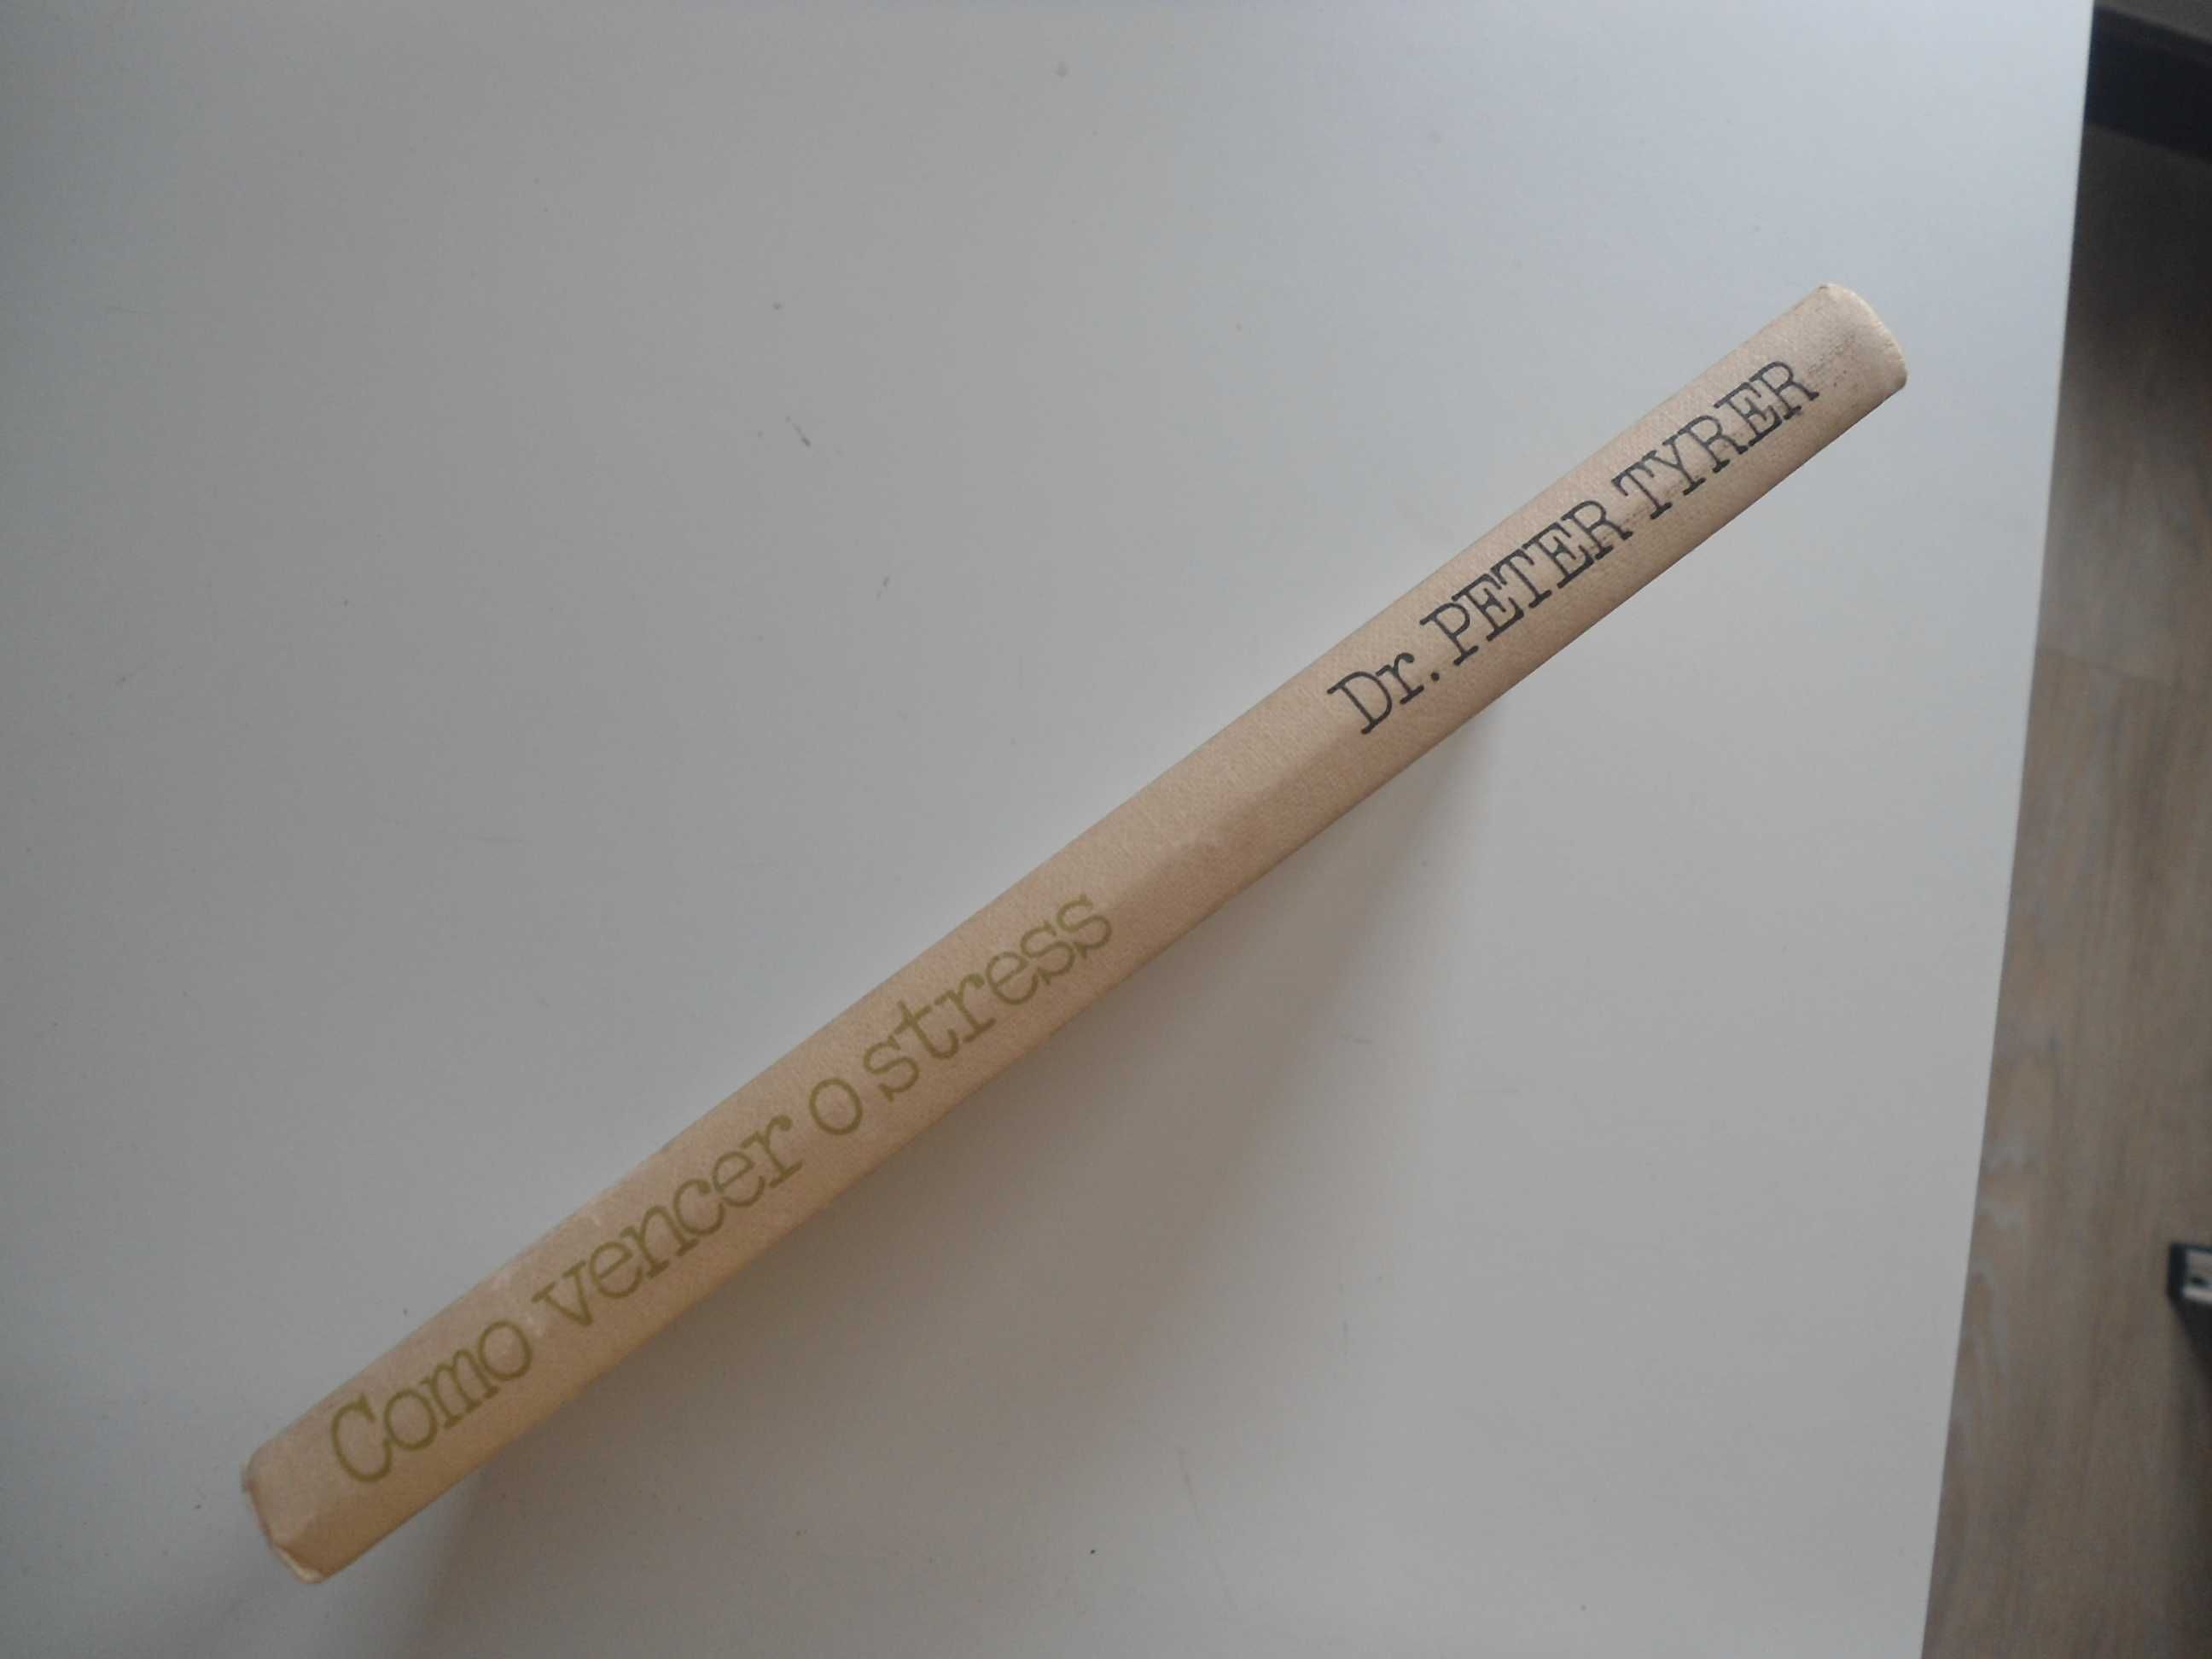 Como vencer o stress
Dr. PETER TYRER